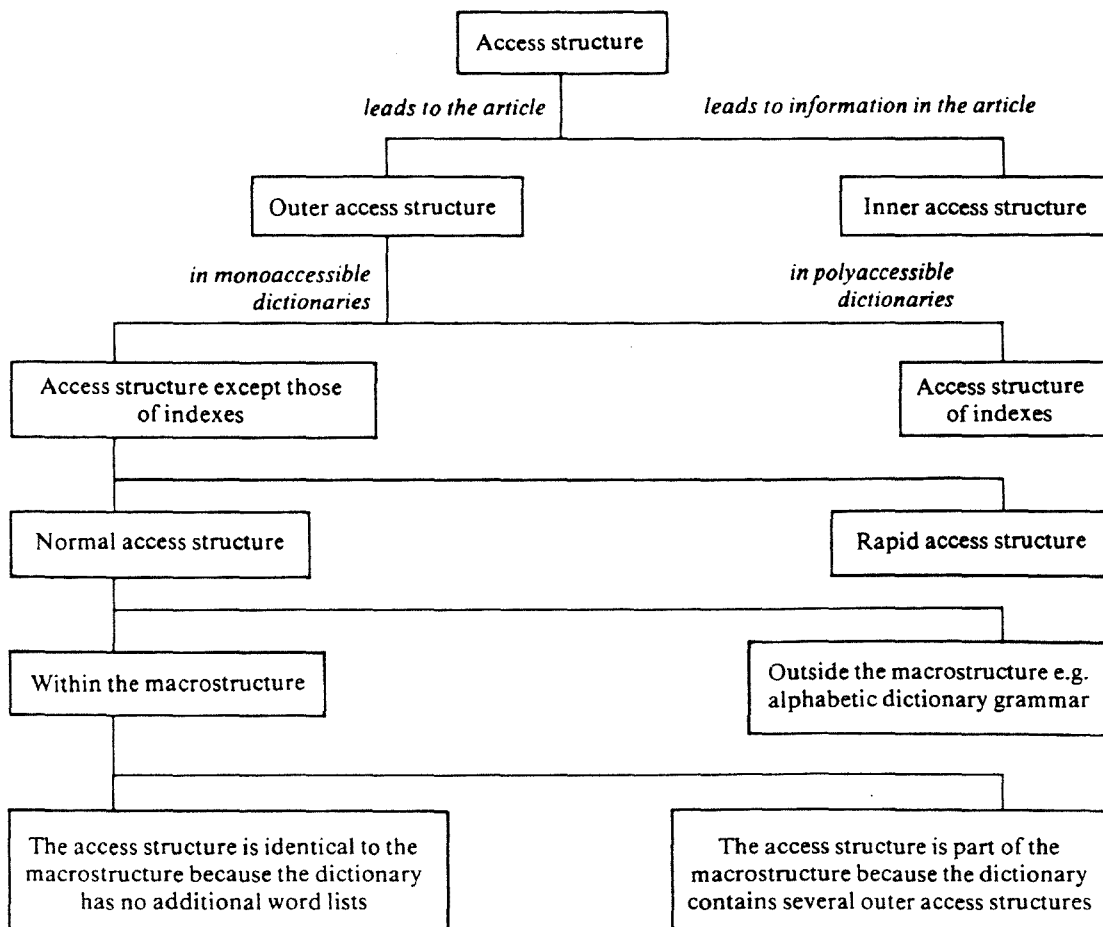 Access structure
leads to the article
leads to information in the article
Outer access structure
Inner access structure
in monoaccessible
dictionaries
in polyaccessible
dictionaries
Access structure except those
of indexes
Access structure
of indexes
Normal access structure
Rapid access structure
Within the macrostructure
Outside the macrostructure e.g.
alphabetic dictionary grammar
The access structure is identical to the
macrostructure because the dictionary
has no additional word lists
The access structure is part of the
macrostructure because the dictionary
contains several outer access structures